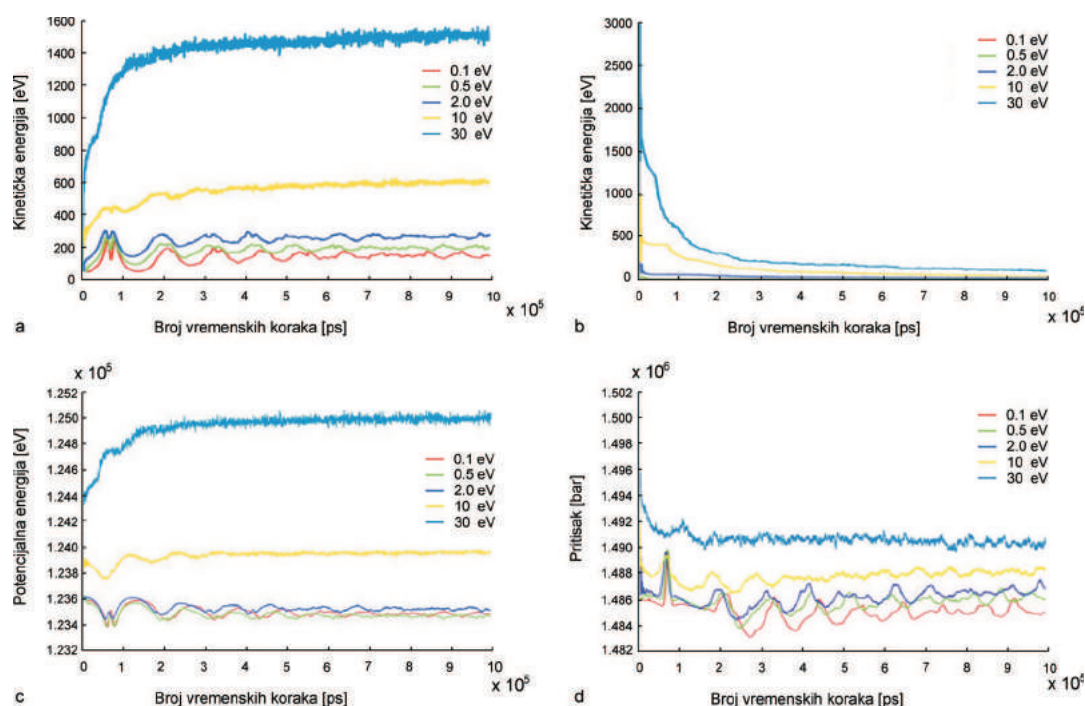 1600
1400
1200
1000
800
600
400
200
0
Kinetička energija [eV]
0.1 eV
0.5 eV
2.0 eV
10 eV
30 eV
0 1 2 3 4 5 6 7 8 9 10
x 10⁵
a
Broj vremenskih koraka [ps]
3000
2500
2000
1500
1000
500
0
Kinetička energija [eV]
0.1 eV
0.5 eV
2.0 eV
10 eV
30 eV
0 1 2 3 4 5 6 7 8 9 10
x 10⁵
b
Broj vremenskih koraka [ps]
x 10⁵
1.252
1.250
1.248
1.246
1.244
1.242
1.240
1.238
1.236
1.234
1.232
Potencijalna energija [eV]
0.1 eV
0.5 eV
2.0 eV
10 eV
30 eV
0 1 2 3 4 5 6 7 8 9 10
x 10⁵
c
Broj vremenskih koraka [ps]
x 10⁶
1.502
1.500
1.498
1.496
1.494
1.492
1.490
1.488
1.486
1.484
1.482
Pritisak [bar]
0.1 eV
0.5 eV
2.0 eV
10 eV
30 eV
0 1 2 3 4 5 6 7 8 9 10
x 10⁵
d
Broj vremenskih koraka [ps]